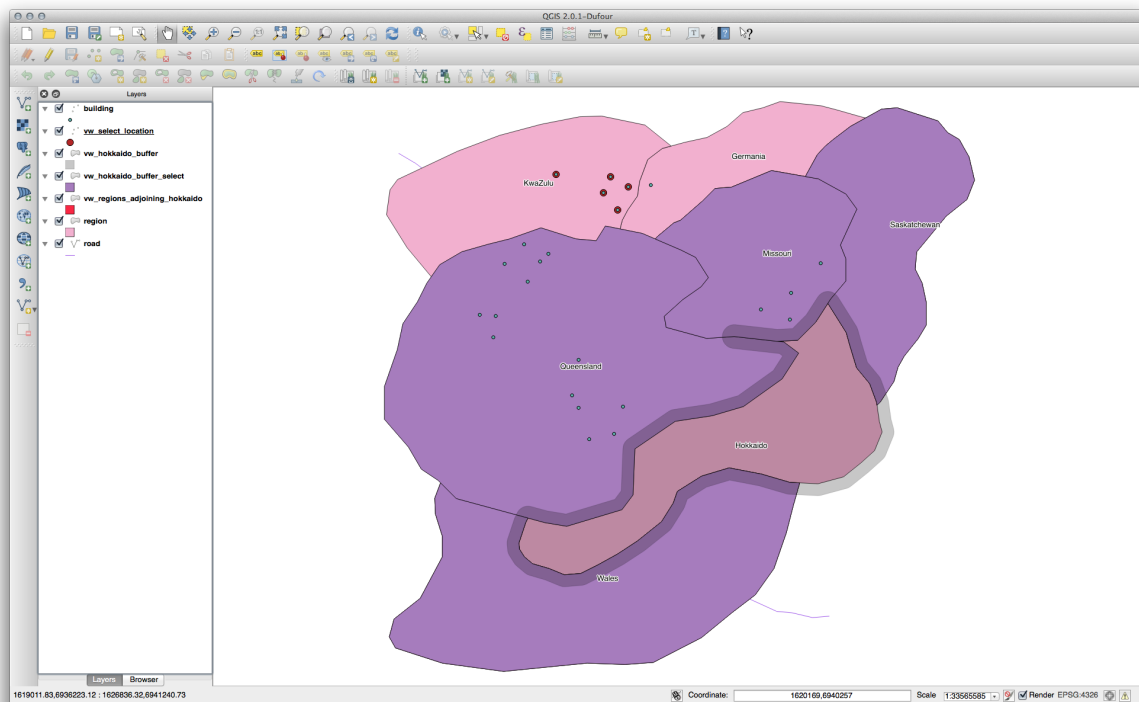 QGIS 2.0.1-Dufour
Layers
building
vw_select_location
vw_hokkaido_buffer
vw_hokkaido_buffer_select
vw_regions_adjoining_hokkaido
region
road
KwaZulu
Germania
Saskatchewan
Missouri
Queensland
Hokkaido
Wales
Layers
Browser
1619011.83,6936223.12 : 1626836.32,6941240.73
Coordinate:
1620169,6940257
Scale
1:33565585
Render
EPSG:4326